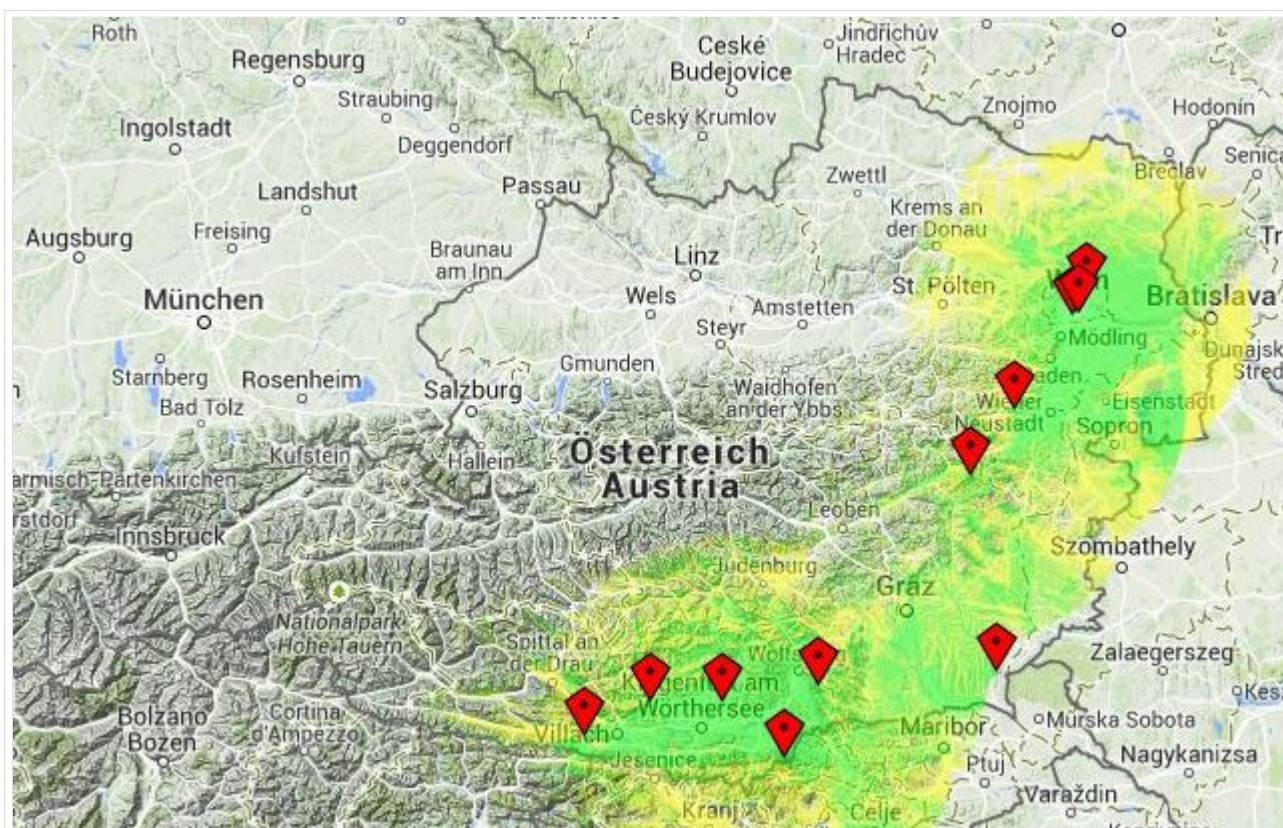 Roth
Regensburg
Straubing
Ingolstadt
Deggendorf
Landshut
Passau
Freising
Augsburg
Braunau
am Inn
München
Starnberg
Rosenheim
Bad Tölz
Kufstein
Innsbruck
České
Budejovice
Jindřichův
Hradec
Český Krumlov
Znojmo
Hodonín
Břeclav
Senica
Zwettl
Krems an
der Donau
Linz
Wels
Amstetten
St. Pölten
Steyr
Bratislava
Mödling
Dunajsk
Stred
Gmunden
Salzburg
Waidhofen
an der Ybbs
Wiener
Neustadt
Eisenstadt
Sopron
Hallein
Österreich
Austria
Leoben
Szombathely
Judenburg
Graz
Nationalpark
Hohe Tauern
Spittal an
der Drau
Zalaegerszeg
Wörthersee
Villach
Bolzano
Bozen
Cortina
d'Ampezzo
Jesenice
Maribor
Murska Sobota
Nagykanizsa
Ptuj
Kranj
Celje
Varaždin